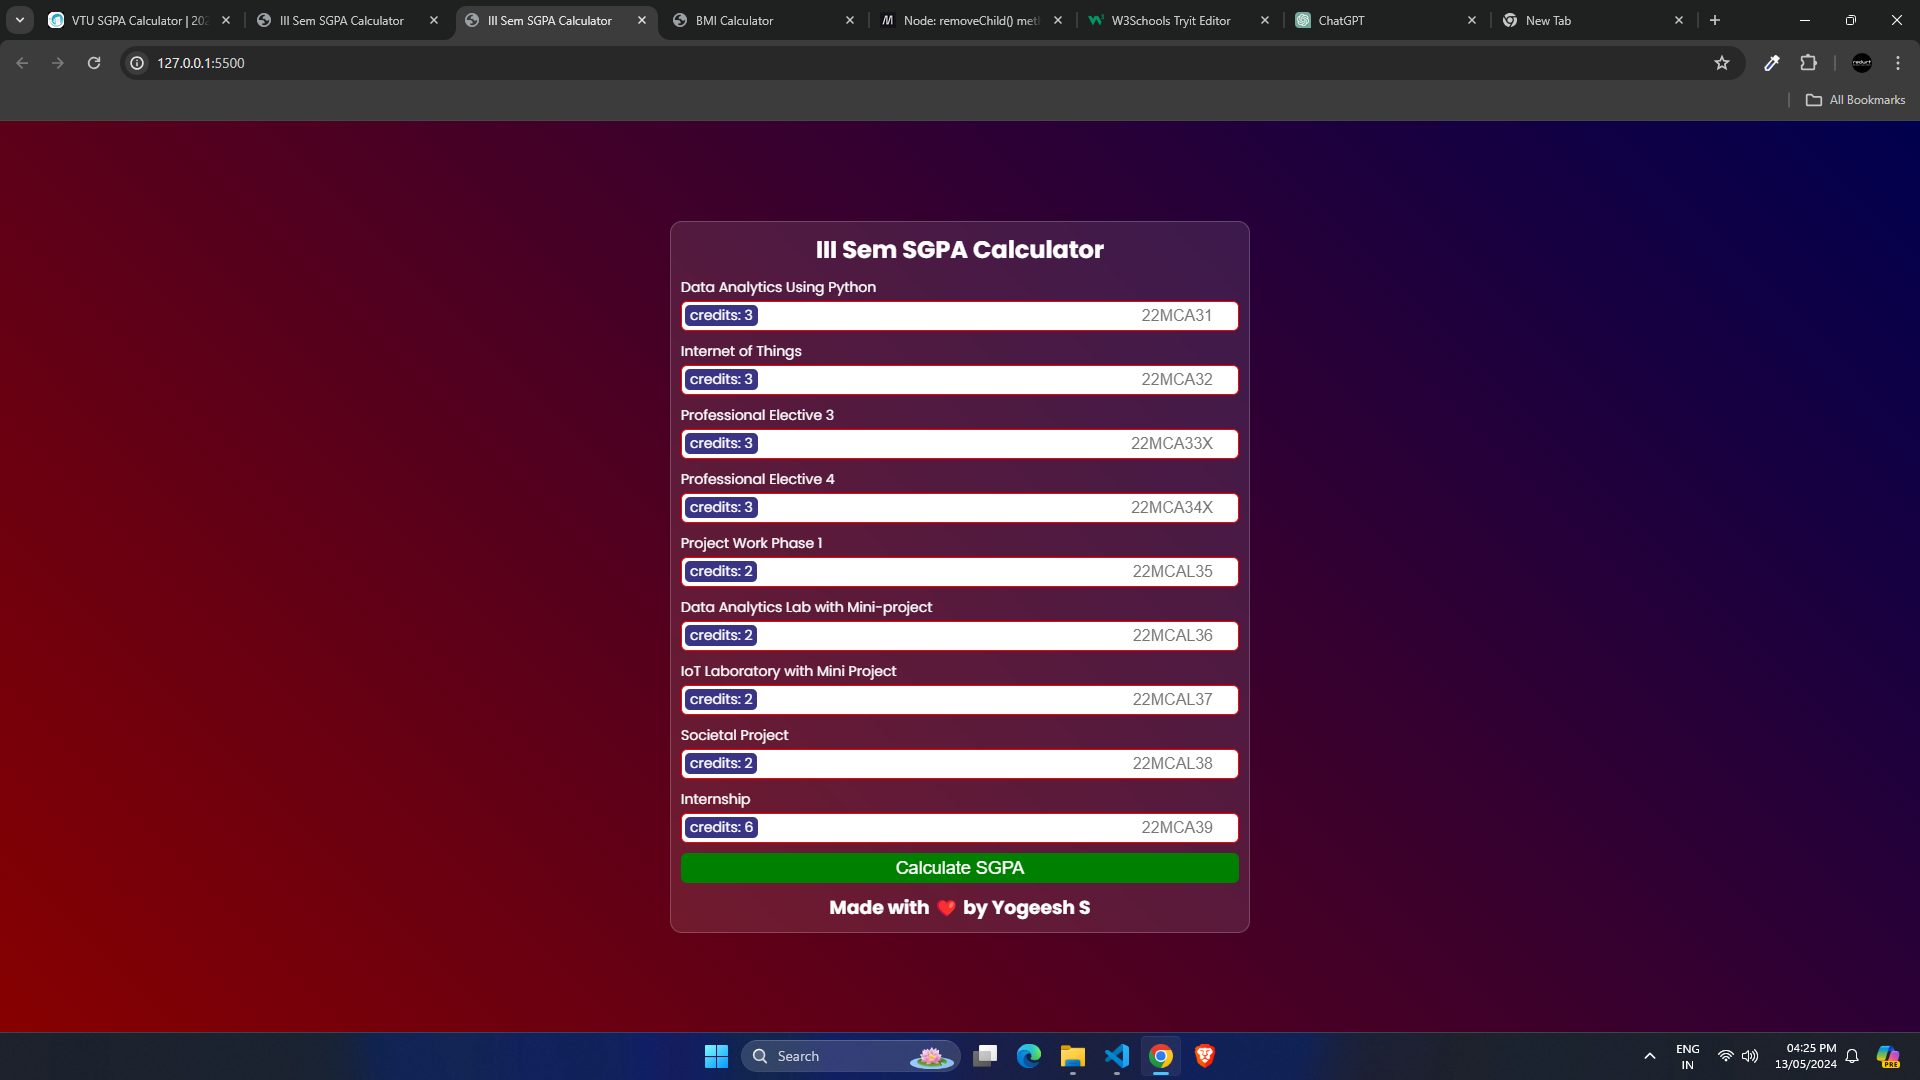 VTU SGPA Calculator | 202
III Sem SGPA Calculator
III Sem SGPA Calculator
BMI Calculator
Node: removeChild() meth
W3Schools Tryit Editor
ChatGPT
New Tab
127.0.0.1:5500
All Bookmarks
III Sem SGPA Calculator
Data Analytics Using Python
credits: 3 22MCA31
Internet of Things
credits: 3 22MCA32
Professional Elective 3
credits: 3 22MCA33X
Professional Elective 4
credits: 3 22MCA34X
Project Work Phase 1
credits: 2 22MCAL35
Data Analytics Lab with Mini-project
credits: 2 22MCAL36
IoT Laboratory with Mini Project
credits: 2 22MCAL37
Societal Project
credits: 2 22MCAL38
Internship
credits: 6 22MCA39
Calculate SGPA
Made with ❤️ by Yogeesh S
Search
ENG
IN
04:25 PM
13/05/2024
PRE